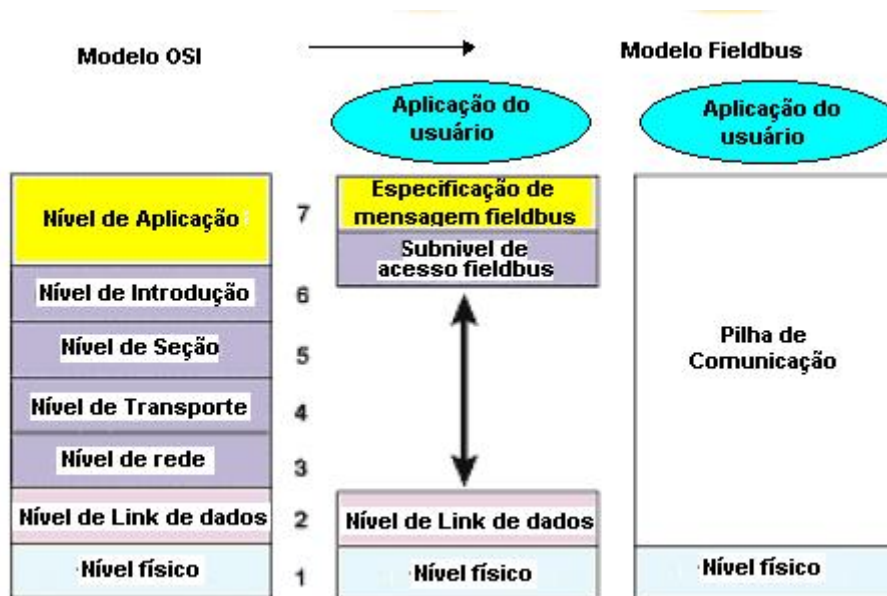 Modelo OSI
Modelo Fieldbus
Aplicação do
usuário
Aplicação do
usuário
Nível de Aplicação
7
Especificação de
mensagem fieldbus
Subnivel de
acesso fieldbus
Nível de Introdução
6
Nível de Seção
5
Pilha de
Comunicação
Nível de Transporte
4
Nível de rede
3
Nível de Link de dados
2
Nível de Link de dados
Nível físico
1
Nível físico
Nível físico